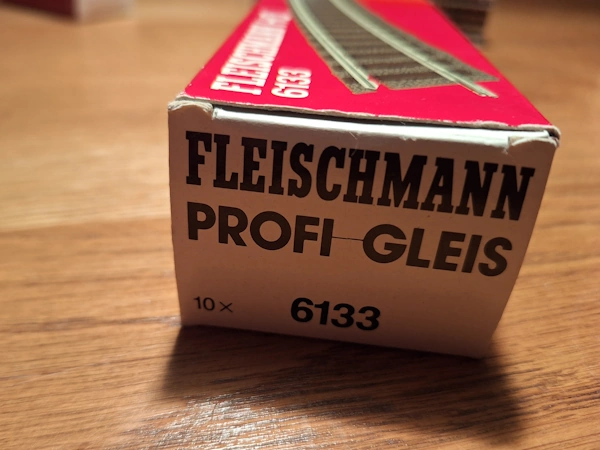 FLEISCHMANN
6133
FLEISCHMANN
PROFI-GLEIS
10× 6133